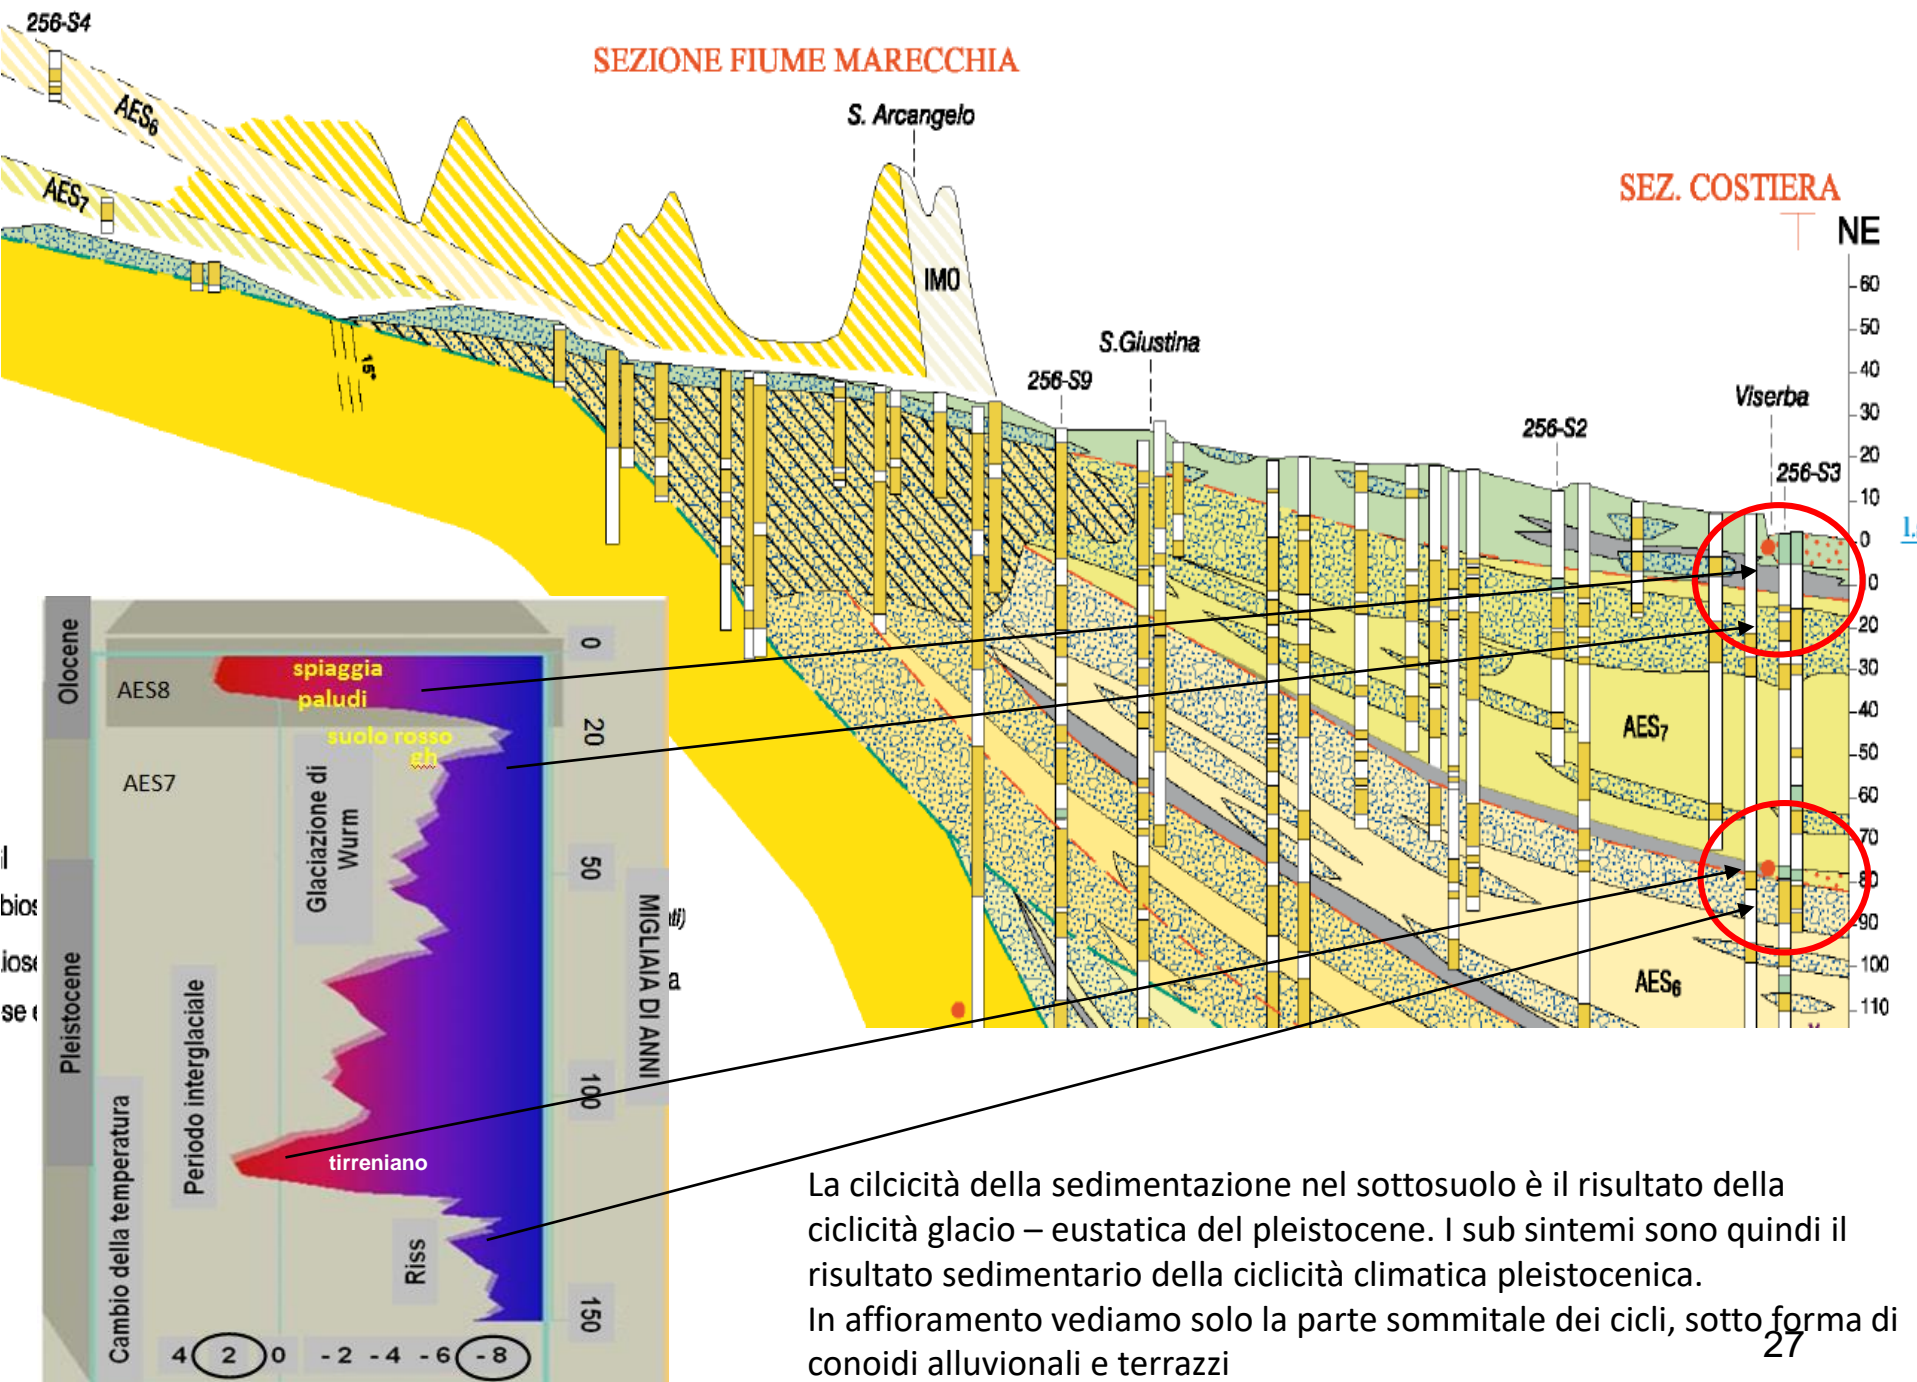 256-S4
SEZIONE FIUME MARECCHIA
S. Arcangelo
AES6
SEZ. COSTIERA
NE
AES7
IMO
60
50
S.Giustina
15°
40
256-S9
Viserba
30
256-S2
20
256-S3
10
0
10
20
30
40
AES7
50
60
70
80
90
100
AES6
110
Olocene
Pleistocene
AES8
AES7
spiaggia
paludi
suolo rosso
gh
Glaciazione di
Wurm
Periodo interglaciale
tirreniano
Riss
Cambio della temperatura
0
20
50
100
150
MIGLIAIA DI ANNI
4 2 0 - 2 - 4 - 6 - 8
La cilcicità della sedimentazione nel sottosuolo è il risultato della
ciclicità glacio – eustatica del pleistocene. I sub sintemi sono quindi il
risultato sedimentario della ciclicità climatica pleistocenica.
In affioramento vediamo solo la parte sommitale dei cicli, sotto forma di
conoidi alluvionali e terrazzi
27